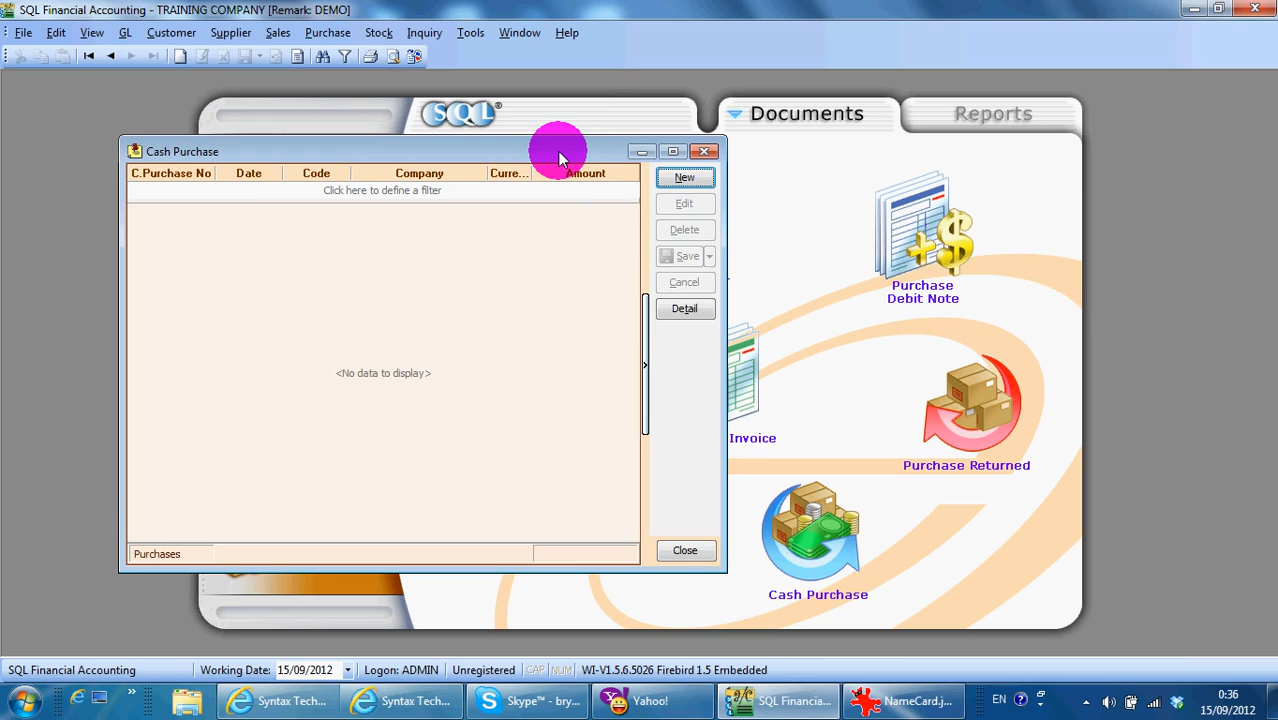 SQL Financial Accounting - TRAINING COMPANY [Remark: DEMO]
File Edit View GL Customer Supplier Sales Purchase Stock Inquiry Tools Window Help
SQL®
Documents
Reports
Cash Purchase
C.Purchase No Date Code Company Curre... Amount
Click here to define a filter
<No data to display>
Purchases
New
Edit
Delete
Save
Cancel
Detail
Close
Purchase
Debit Note
Invoice
Purchase Returned
Cash Purchase
SQL Financial Accounting Working Date: 15/09/2012 Logon: ADMIN Unregistered CAP NUM WI-V1.5.6.5026 Firebird 1.5 Embedded
Syntax Tech... Syntax Tech... Skype™ - bry... Yahoo! SQL Financia... NameCard.j... EN 0:36
15/09/2012